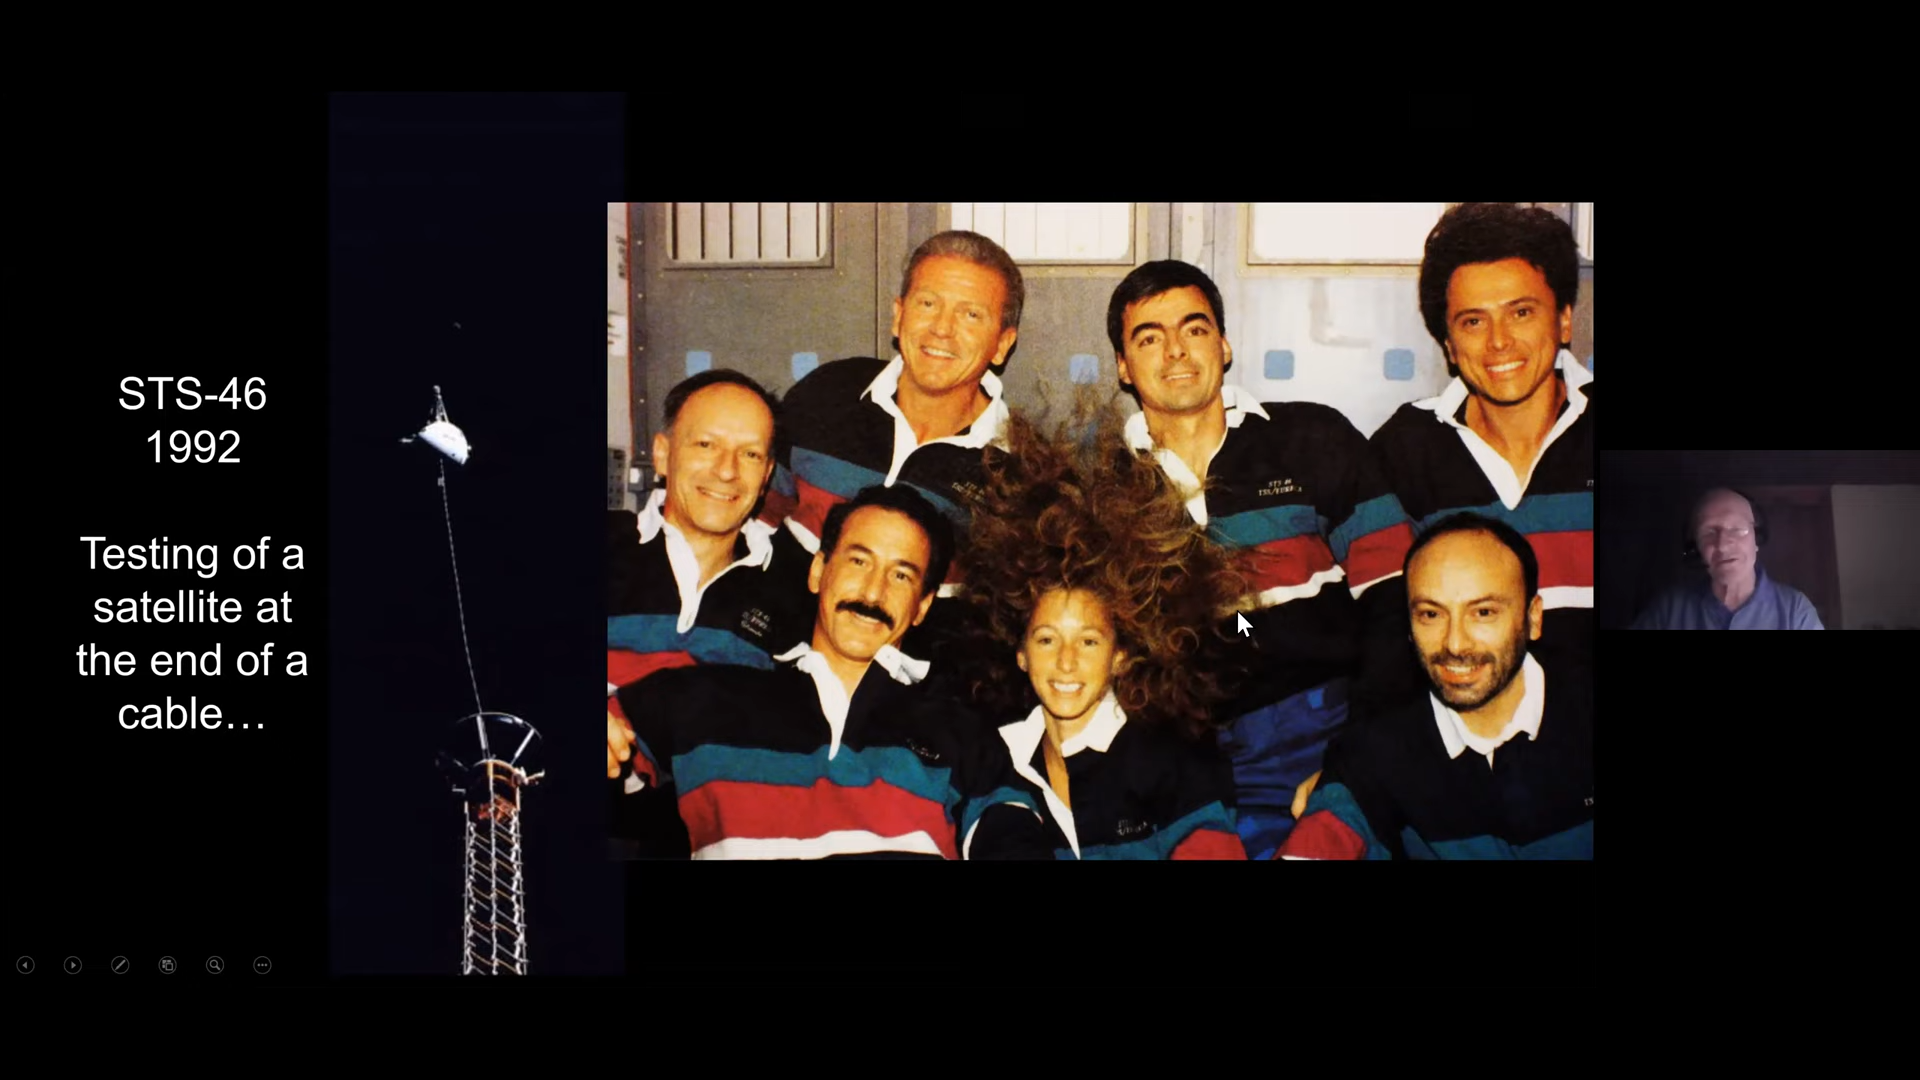 STS-46
1992
Testing of a
satellite at
the end of a
cable…